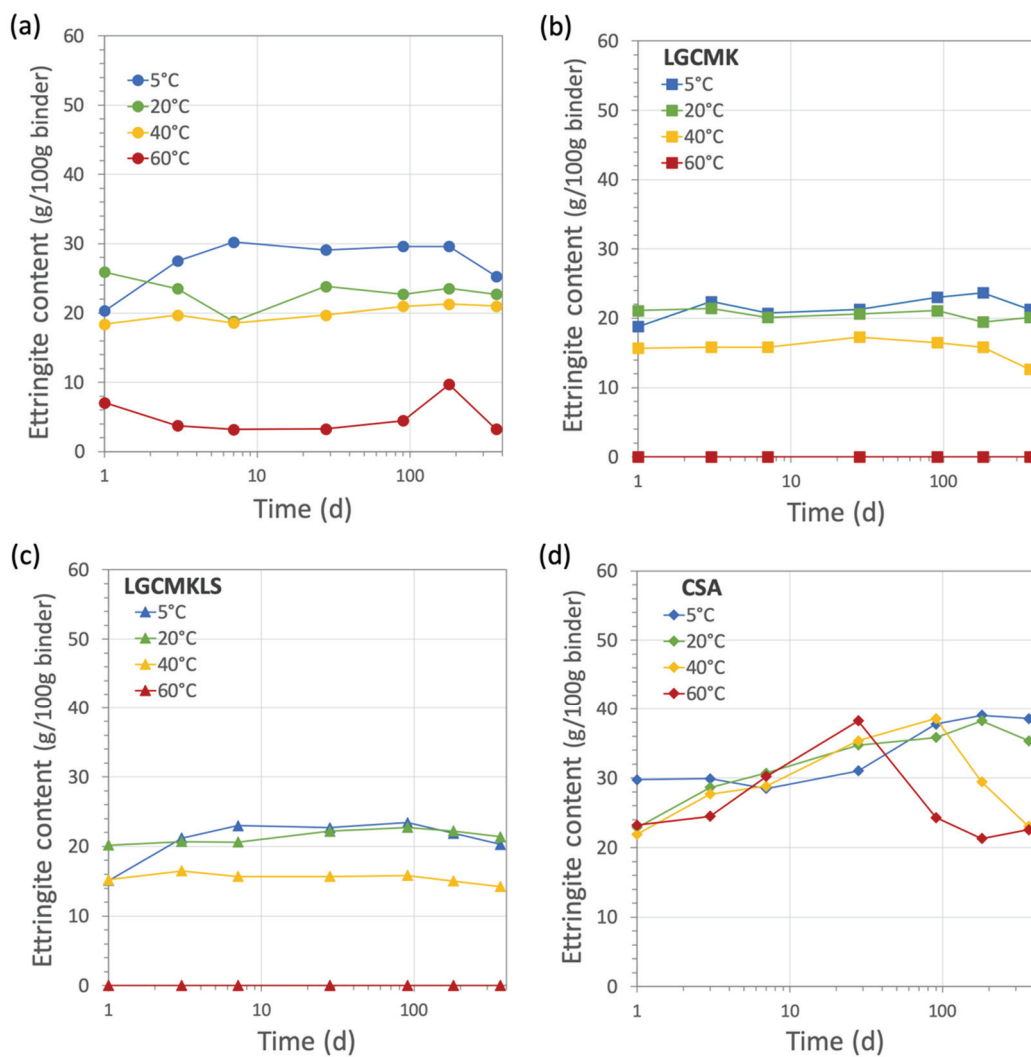 (a)
60
50
40
30
20
10
0
Ettringite content (g/100g binder)
5°C
20°C
40°C
60°C
1
10
100
Time (d)
(b)
60
50
40
30
20
10
0
Ettringite content (g/100g binder)
LGCMK
5°C
20°C
40°C
60°C
1
10
100
Time (d)
(c)
60
50
40
30
20
10
0
Ettringite content (g/100g binder)
LGCMKLS
5°C
20°C
40°C
60°C
1
10
100
Time (d)
(d)
60
50
40
30
20
10
0
Ettringite content (g/100g binder)
CSA
5°C
20°C
40°C
60°C
1
10
100
Time (d)